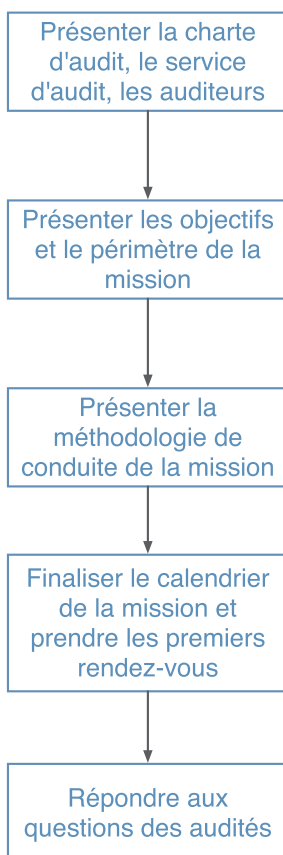 Présenter la charte
d'audit, le service
d'audit, les auditeurs
Présenter les objectifs
et le périmètre de la
mission
Présenter la
méthodologie de
conduite de la mission
Finaliser le calendrier
de la mission et
prendre les premiers
rendez-vous
Répondre aux
questions des audités